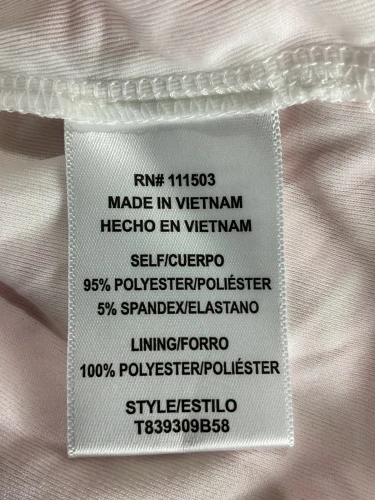 RN# 111503
MADE IN VIETNAM
HECHO EN VIETNAM
SELF/CUERPO
95% POLYESTER/POLIÉSTER
5% SPANDEX/ELASTANO
LINING/FORRO
100% POLYESTER/POLIÉSTER
STYLE/ESTILO
T839309B58